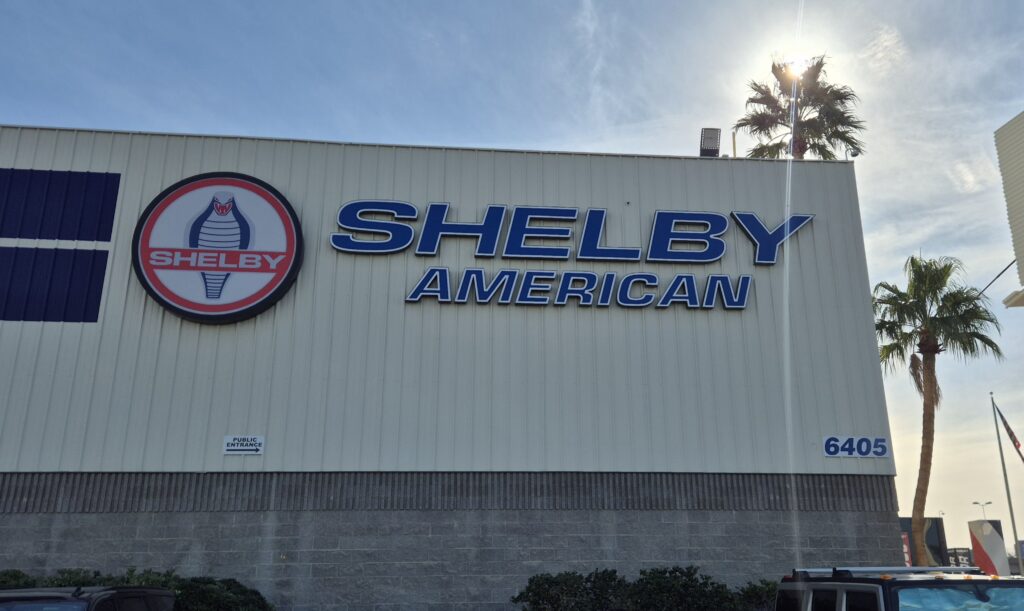 SHELBY
SHELBY
AMERICAN
PUBLIC
ENTRANCE
6405